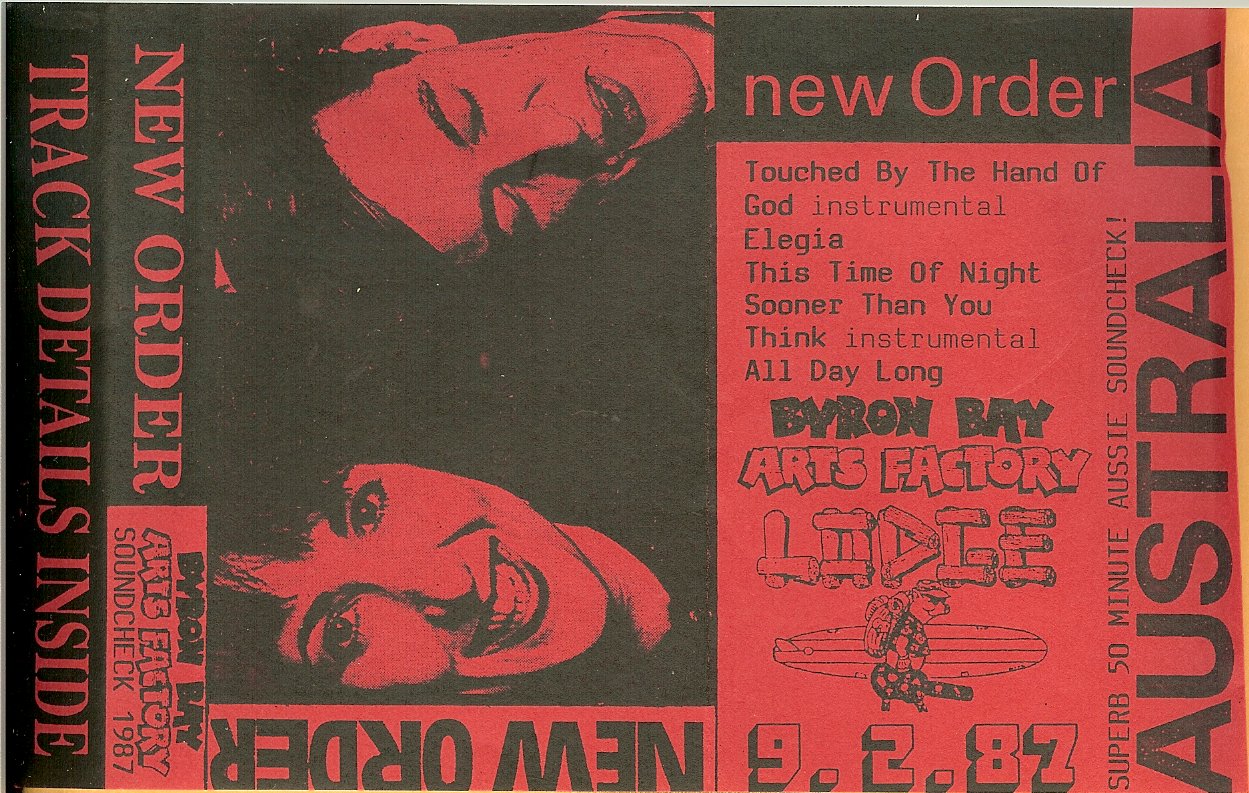 TRACK DETAILS INSIDE
NEW ORDER
BYRON BAY
ARTS FACTORY
SOUNDCHECK 1987
NEW ORDER
new Order
Touched By The Hand Of
God instrumental
Elegia
This Time Of Night
Sooner Than You
Think instrumental
All Day Long
BYRON BAY
ARTS FACTORY
LODGE
9.2.87
SUPERB 50 MINUTE AUSSIE SOUNDCHECK!
AUSTRALIA